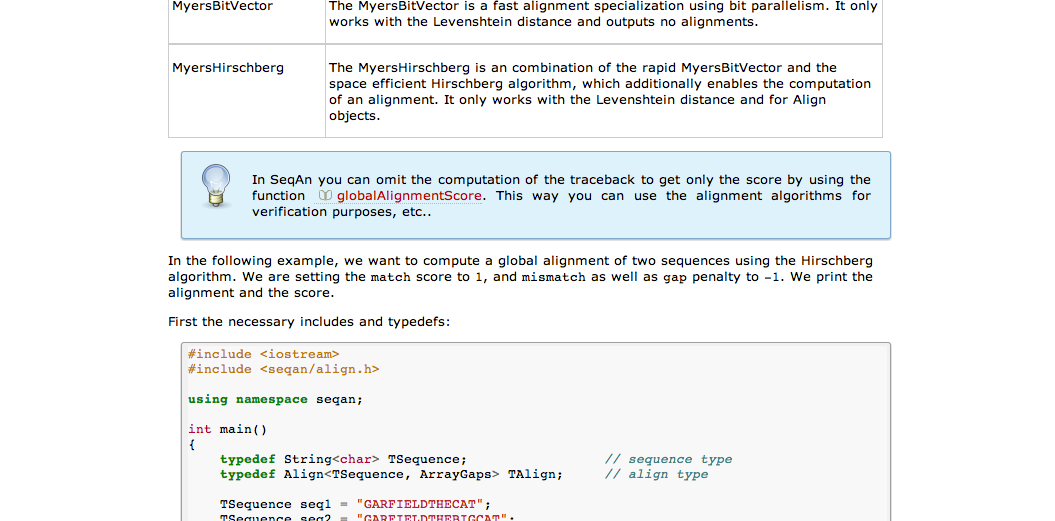 MyersBitVector
The MyersBitVector is a fast alignment specialization using bit parallelism. It only
works with the Levenshtein distance and outputs no alignments.
MyersHirschberg
The MyersHirschberg is an combination of the rapid MyersBitVector and the
space efficient Hirschberg algorithm, which additionally enables the computation
of an alignment. It only works with the Levenshtein distance and for Align
objects.
In SeqAn you can omit the computation of the traceback to get only the score by using the
function globalAlignmentScore. This way you can use the alignment algorithms for
verification purposes, etc..
In the following example, we want to compute a global alignment of two sequences using the Hirschberg
algorithm. We are setting the match score to 1, and mismatch as well as gap penalty to -1. We print the
alignment and the score.
First the necessary includes and typedefs:
#include <iostream>
#include <seqan/align.h>
using namespace seqan;
int main()
{
typedef String<char> TSequence; // sequence type
typedef Align<TSequence, ArrayGaps> TAlign; // align type
TSequence seq1 = "GARFIELDTHECAT";
TSequence seq2 = "GARFIELDTHEBIGCAT";